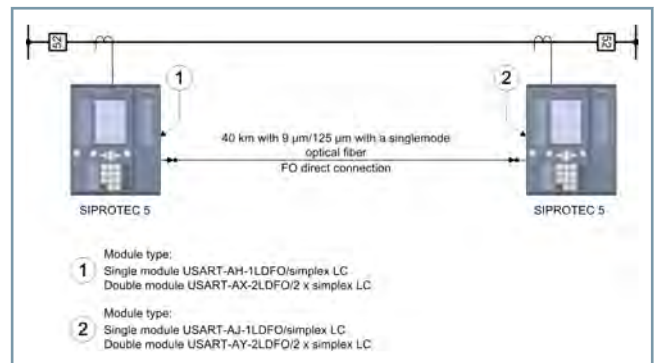 52
52
1
2
40 km with 9 µm/125 µm with a singlemode
optical fiber
FO direct connection
SIPROTEC 5
SIPROTEC 5
Module type:
1 Single module USART-AH-1LDFO/simplex LC
Double module USART-AX-2LDFO/2 x simplex LC
Module type:
2 Single module USART-AJ-1LDFO/simplex LC
Double module USART-AY-2LDFO/2 x simplex LC